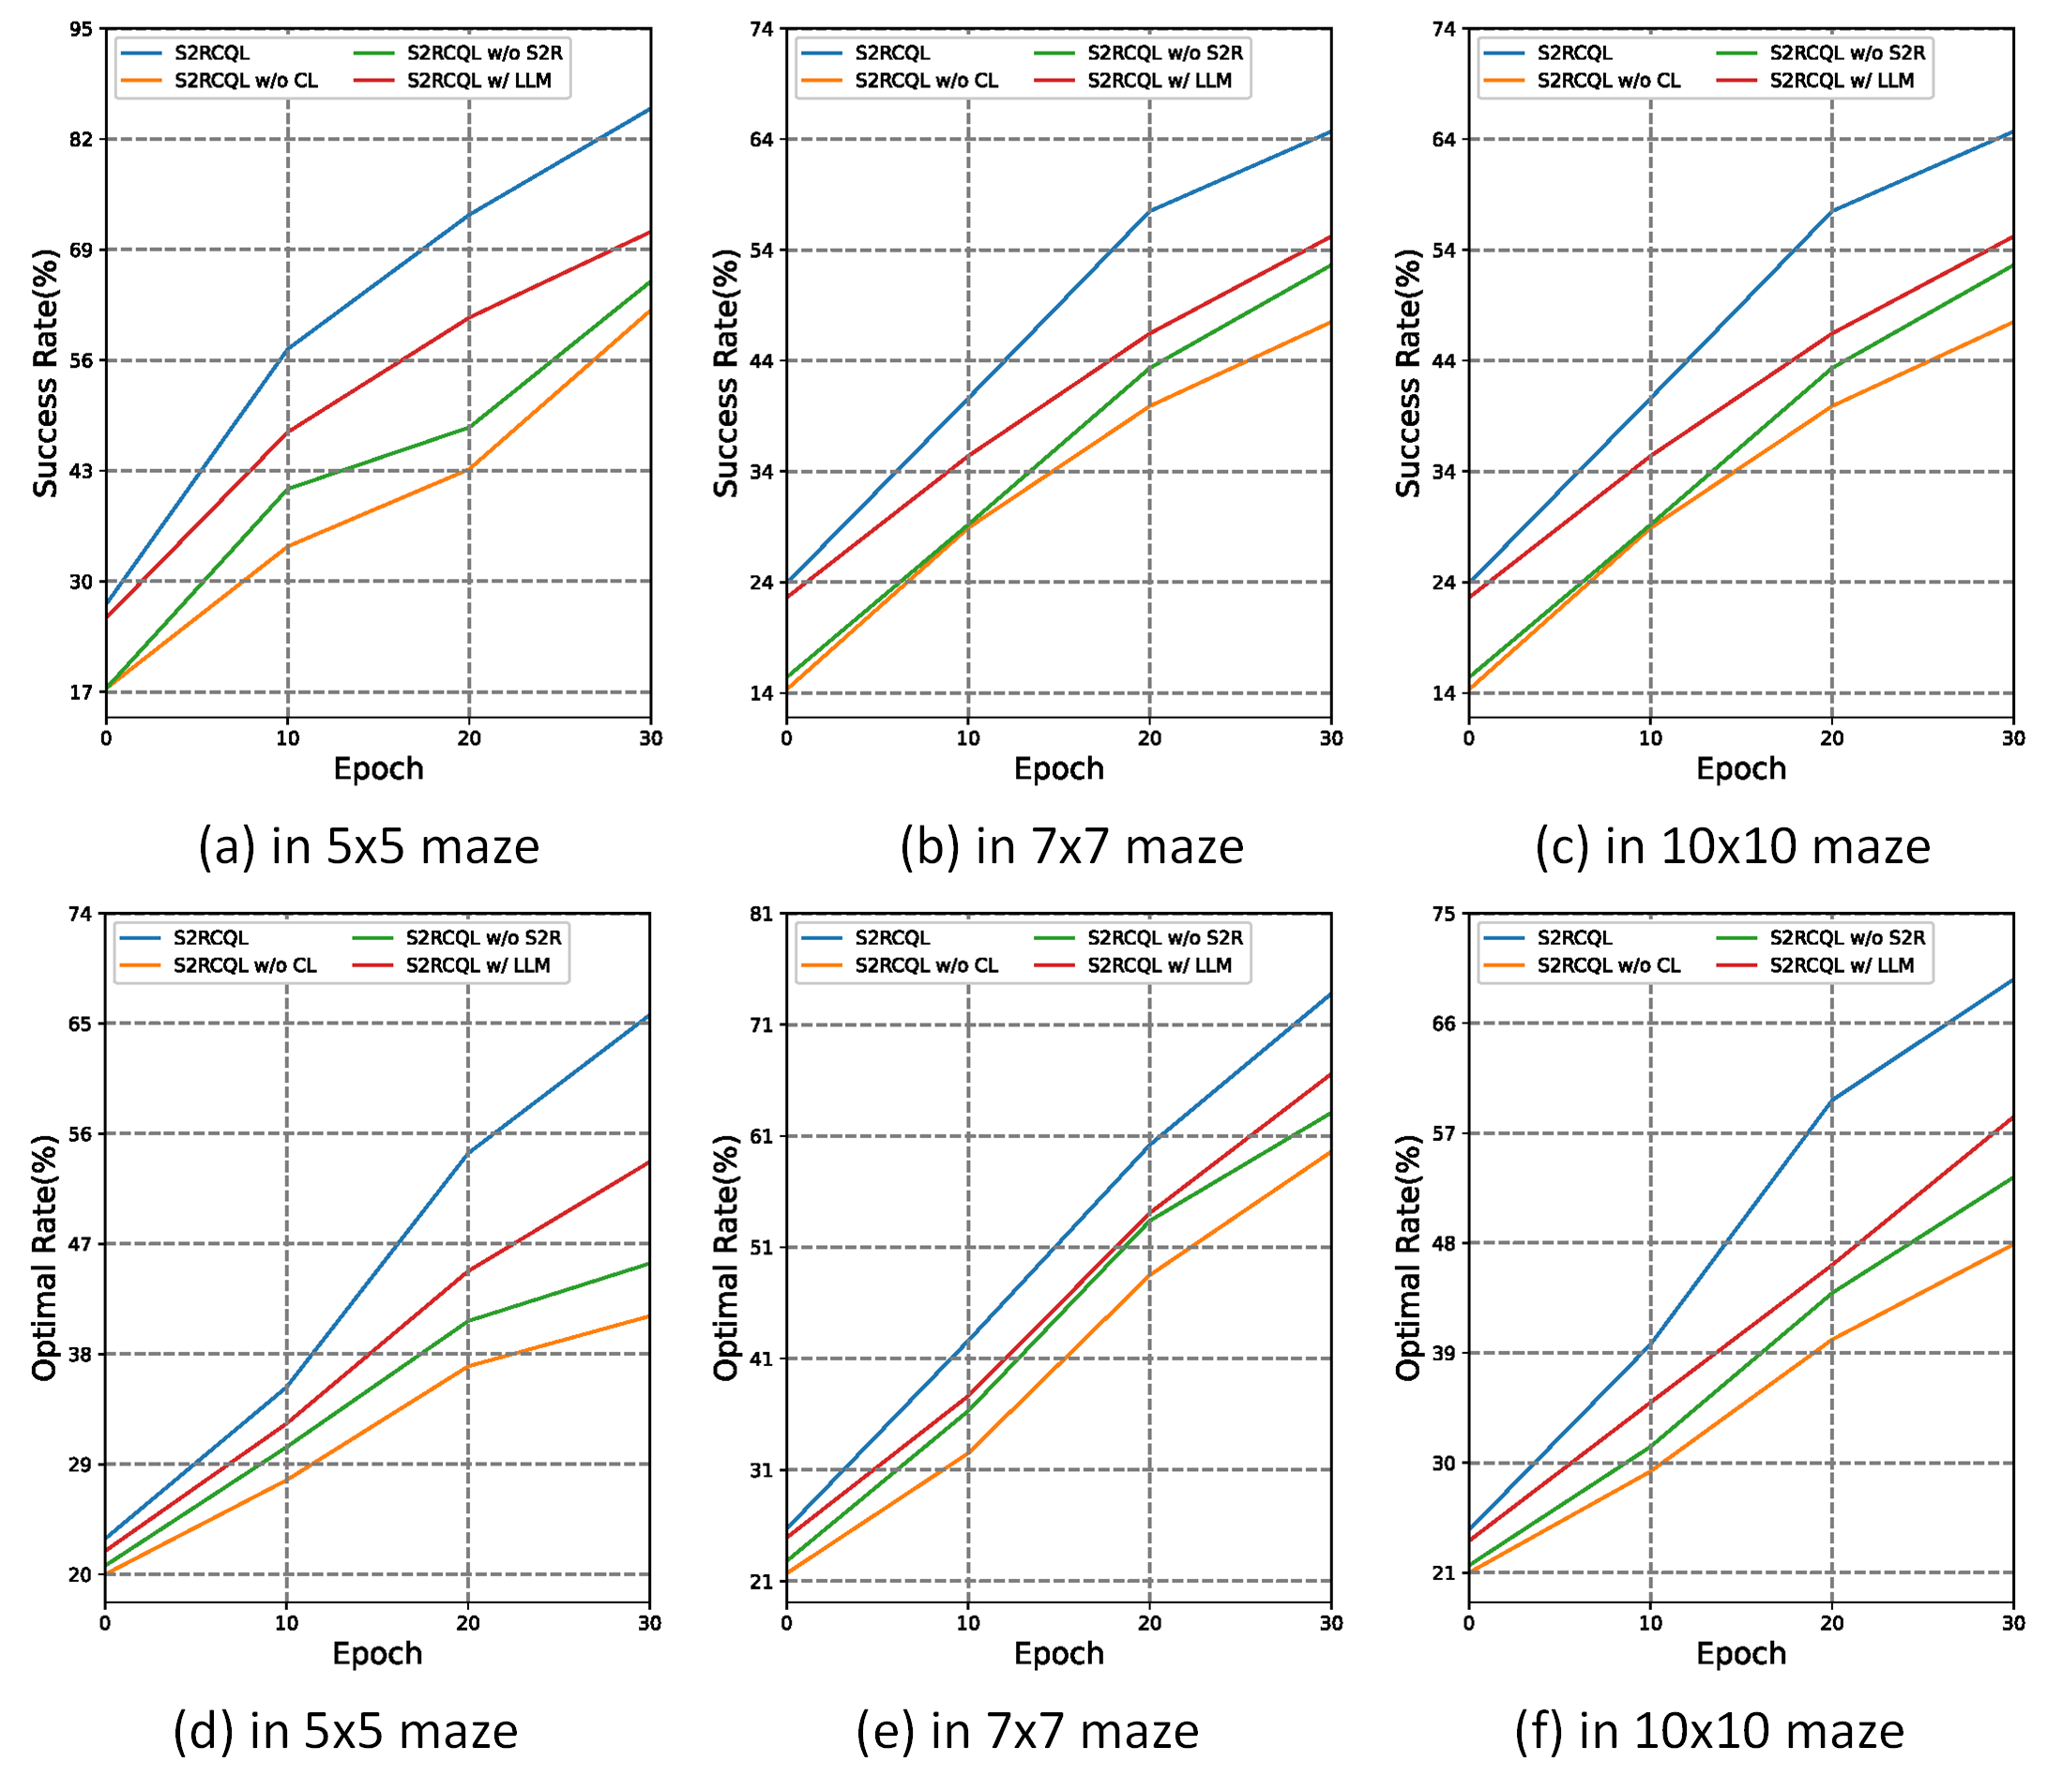 95
82
69
56
43
30
17
Success Rate(%)
S2RCQL
S2RCQL w/o CL
S2RCQL w/o S2R
S2RCQL w/ LLM
0 10 20 30
Epoch
(a) in 5x5 maze
74
64
54
44
34
24
14
Success Rate(%)
S2RCQL
S2RCQL w/o CL
S2RCQL w/o S2R
S2RCQL w/ LLM
0 10 20 30
Epoch
(b) in 7x7 maze
74
64
54
44
34
24
14
Success Rate(%)
S2RCQL
S2RCQL w/o CL
S2RCQL w/o S2R
S2RCQL w/ LLM
0 10 20 30
Epoch
(c) in 10x10 maze
74
65
56
47
38
29
20
Optimal Rate(%)
S2RCQL
S2RCQL w/o CL
S2RCQL w/o S2R
S2RCQL w/ LLM
0 10 20 30
Epoch
(d) in 5x5 maze
81
71
61
51
41
31
21
Optimal Rate(%)
S2RCQL
S2RCQL w/o CL
S2RCQL w/o S2R
S2RCQL w/ LLM
0 10 20 30
Epoch
(e) in 7x7 maze
75
66
57
48
39
30
21
Optimal Rate(%)
S2RCQL
S2RCQL w/o CL
S2RCQL w/o S2R
S2RCQL w/ LLM
0 10 20 30
Epoch
(f) in 10x10 maze